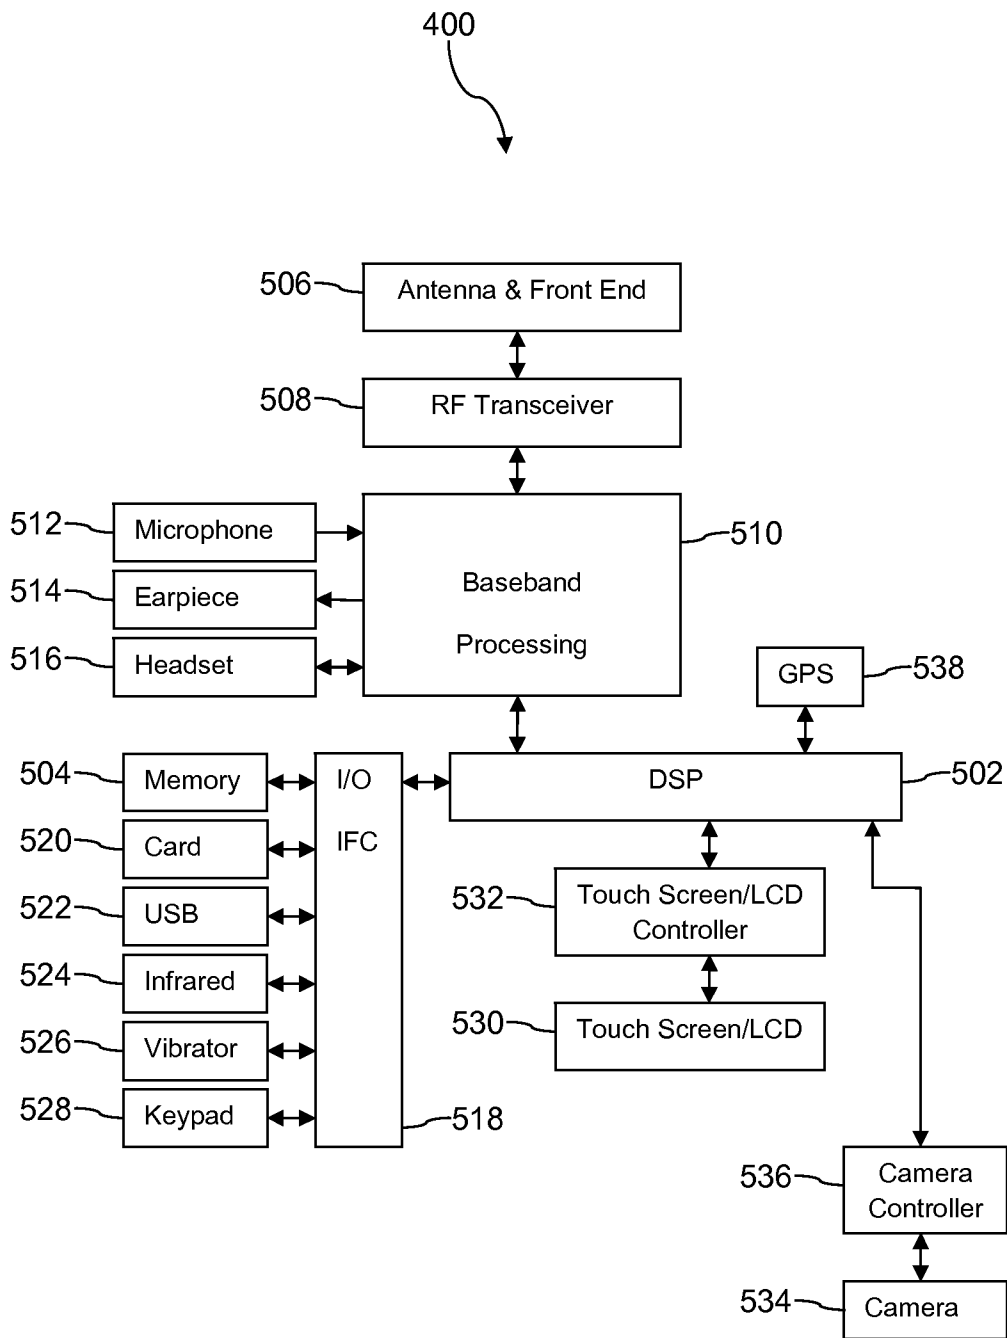 400
506
Antenna & Front End
508
RF Transceiver
512
Microphone
510
514
Earpiece
Baseband
Processing
516
Headset
GPS
538
504
Memory
I/O
IFC
DSP
502
520
Card
522
USB
532
Touch Screen/LCD
Controller
524
Infrared
530
Touch Screen/LCD
526
Vibrator
528
Keypad
518
536
Camera
Controller
534
Camera